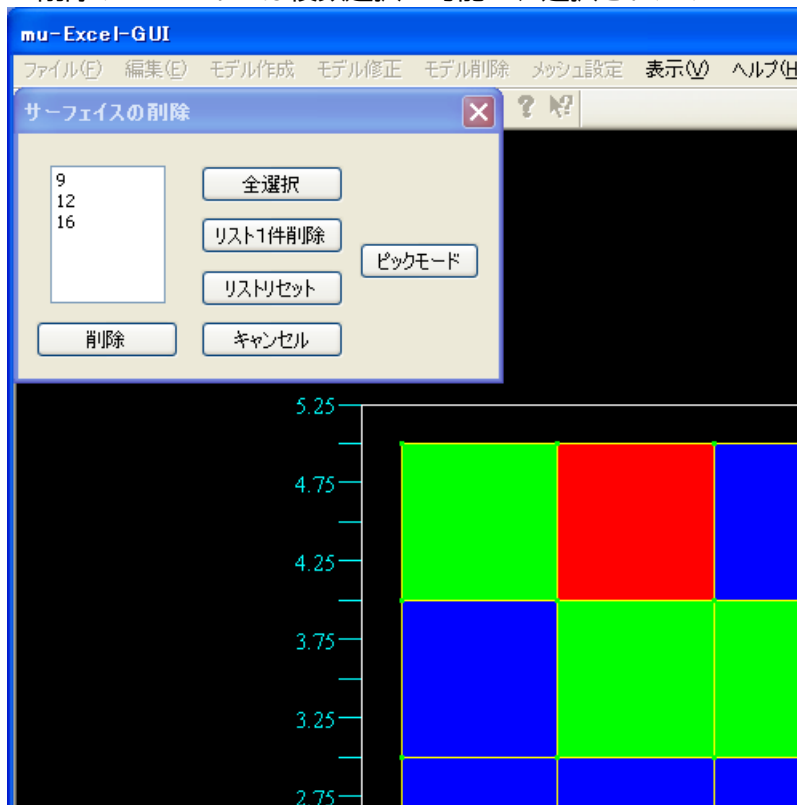 mu-Excel-GUI
ファイル(F) 編集(E) モデル作成 モデル修正 モデル削除 メッシュ設定 表示(V) ヘルプ(H
サーフェイスの削除
9
12
16
全選択
リスト1件削除
リストリセット
ピックモード
削除
キャンセル
5.25
4.75
4.25
3.75
3.25
2.75